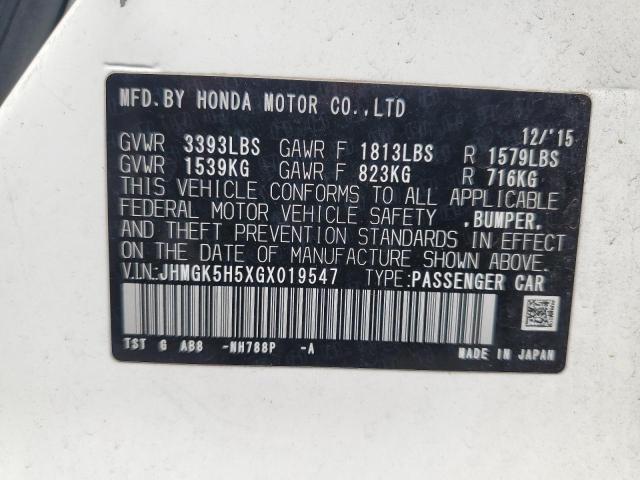 MFD.BY HONDA MOTOR CO.,LTD
12/'15
GVWR 3393LBS GAWR F 1813LBS R 1579LBS
GVWR 1539KG GAWR F 823KG R 716KG
THIS VEHICLE CONFORMS TO ALL APPLICABLE
FEDERAL MOTOR VEHICLE SAFETY ,BUMPER,
AND THEFT PREVENTION STANDARDS IN EFFECT
ON THE DATE OF MANUFACTURE SHOWN ABOVE.
V.IN:JHMGK5H5XGX019547 TYPE:PASSENGER CAR
TST G AB8 -NH788P -A MADE IN JAPAN